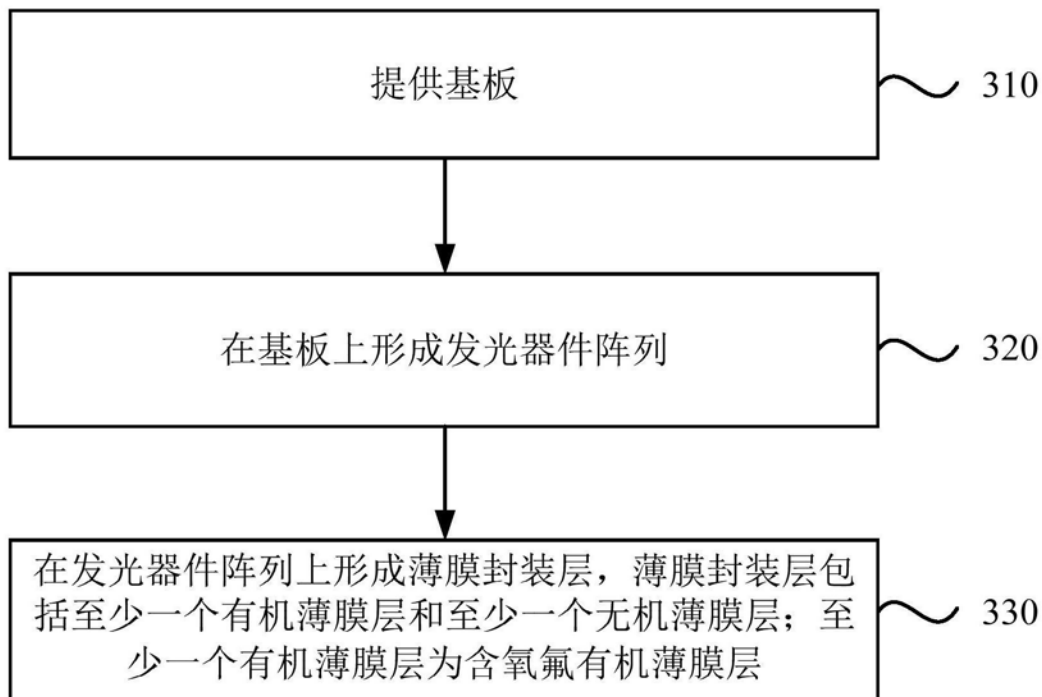 提供基板
310
在基板上形成发光器件阵列
320
在发光器件阵列上形成薄膜封装层，薄膜封装层包
括至少一个有机薄膜层和至少一个无机薄膜层；至
少一个有机薄膜层为含氧氟有机薄膜层
330